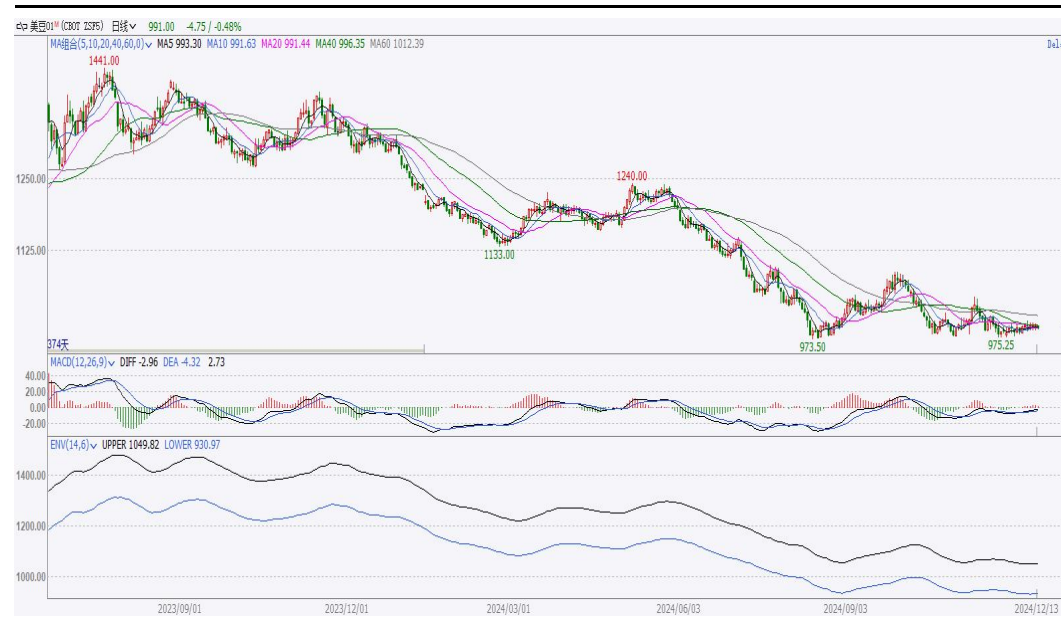 美豆01ᴹ (CBOT ZSF5) 日线 991.00 -4.75 / -0.48%
MA组合(5,10,20,40,60,0) MA5 993.30 MA10 991.63 MA20 991.44 MA40 996.35 MA60 1012.39
1441.00
1250.00
1240.00
1125.00
1133.00
973.50
975.25
374天
MACD(12,26,9) DIFF -2.96 DEA -4.32 2.73
40.00
20.00
0.00
-20.00
ENV(14,6) UPPER 1049.82 LOWER 930.97
1400.00
1200.00
1000.00
2023/09/01 2023/12/01 2024/03/01 2024/06/03 2024/09/03 2024/12/13